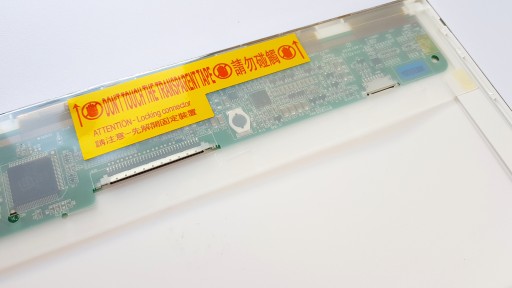 DON'T TOUCH THE TRANSPARENT TAPE 請勿碰觸
ATTENTION - Locking connector
請注意-先解開固定裝置